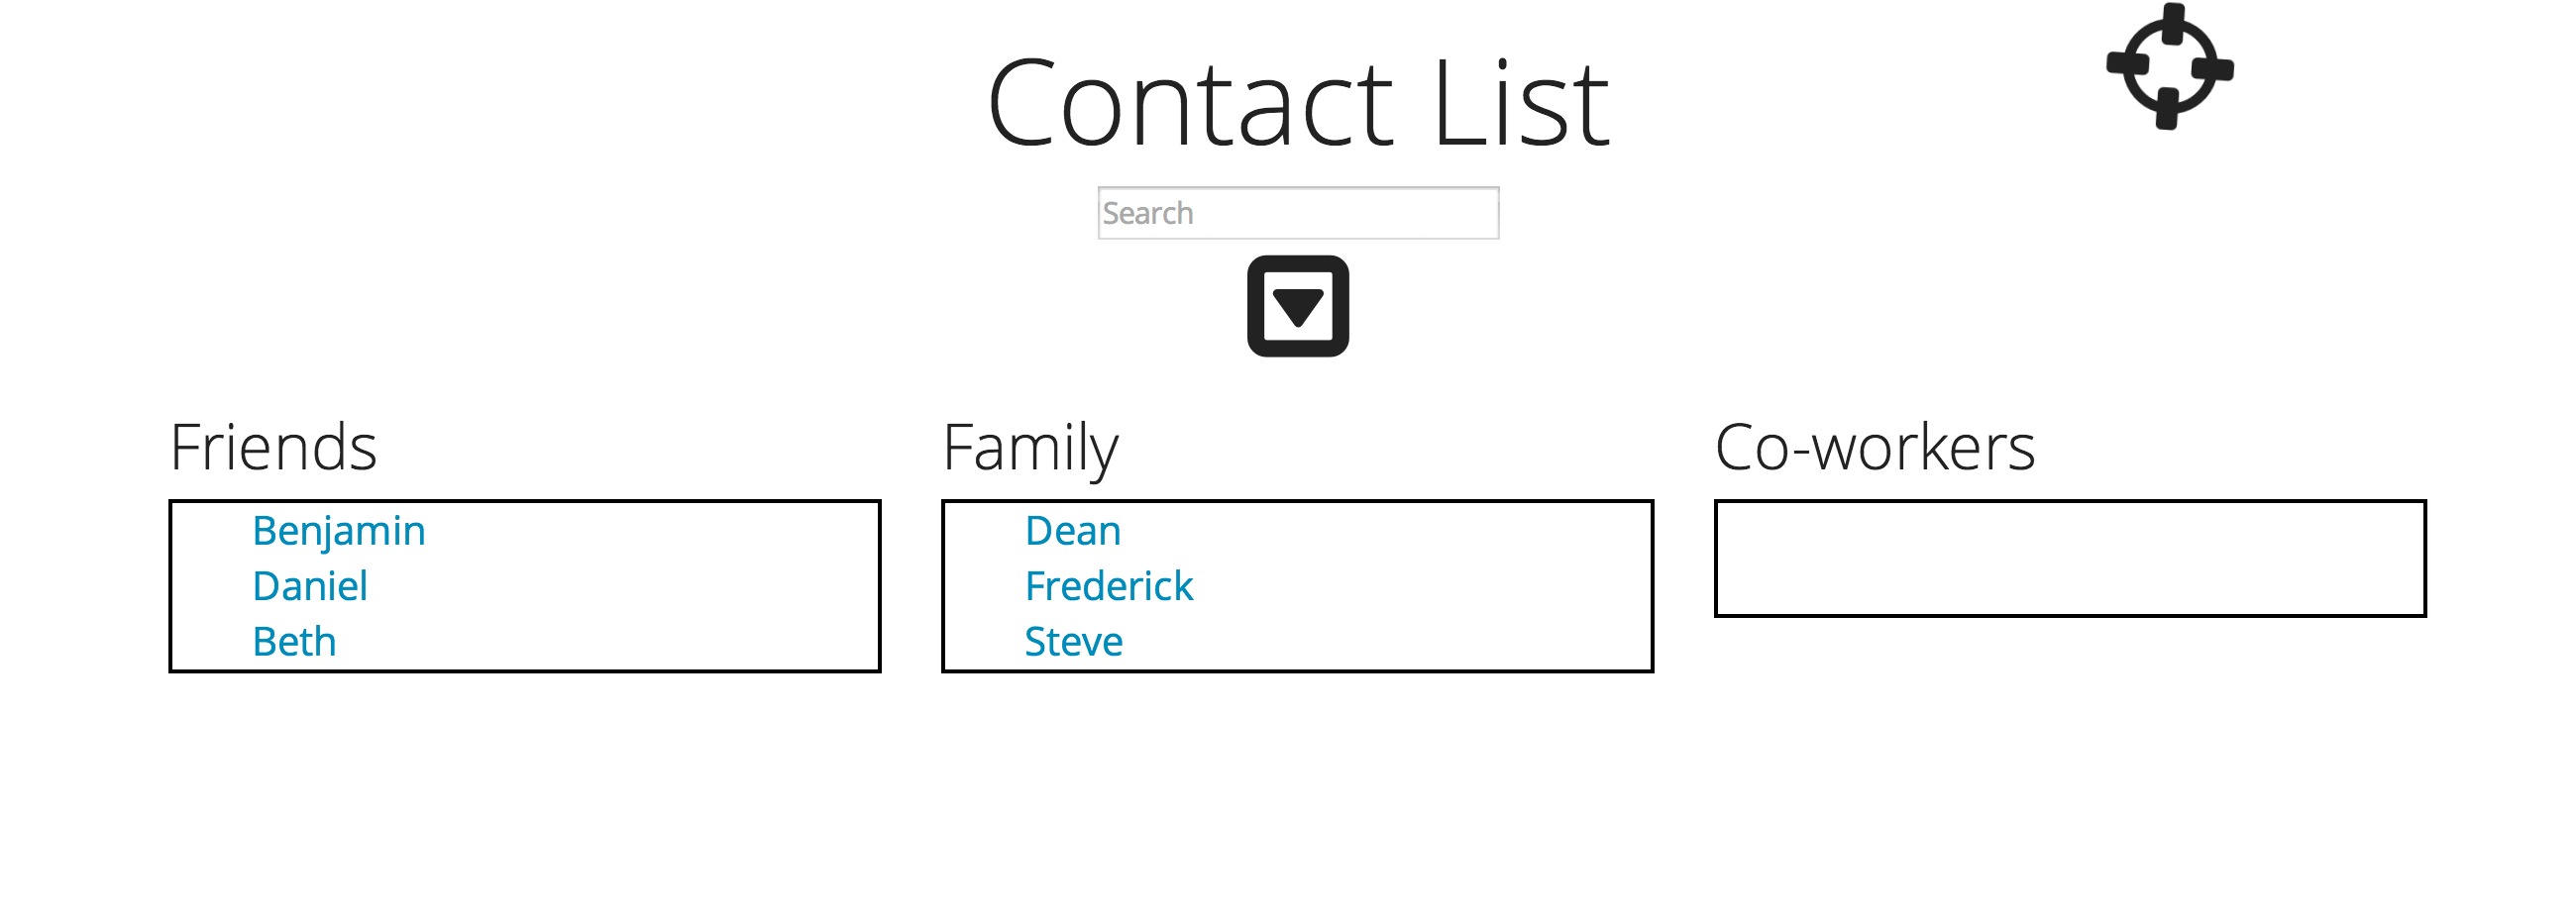 Contact List
Search
Friends
Benjamin
Daniel
Beth
Family
Dean
Frederick
Steve
Co-workers